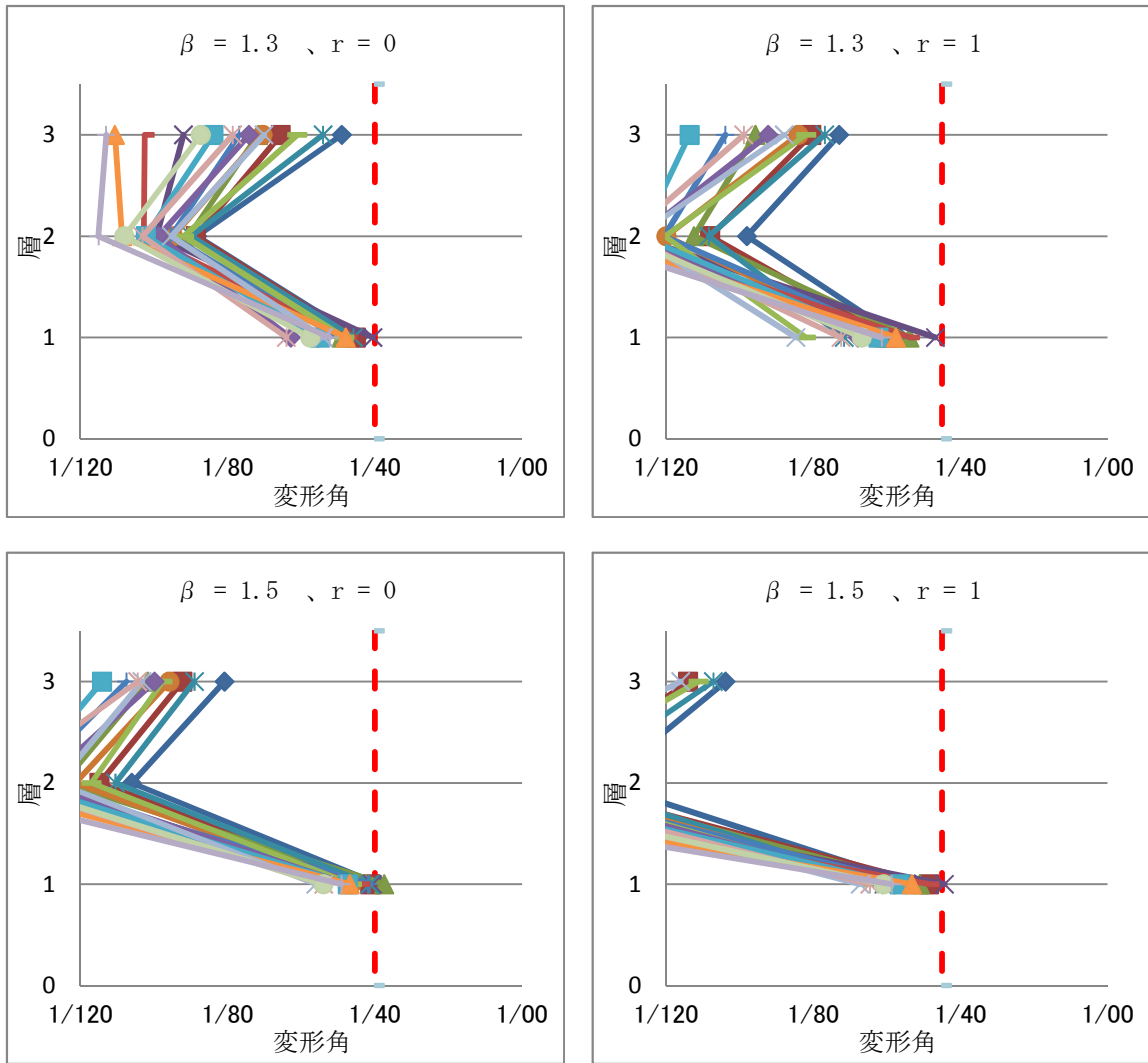 β = 1.3 、r = 0
3
2
1
0
層
1/120 1/80 1/40 1/00
変形角
β = 1.3 、r = 1
3
2
1
0
層
1/120 1/80 1/40 1/00
変形角
β = 1.5 、r = 0
3
2
1
0
層
1/120 1/80 1/40 1/00
変形角
β = 1.5 、r = 1
3
2
1
0
層
1/120 1/80 1/40 1/00
変形角